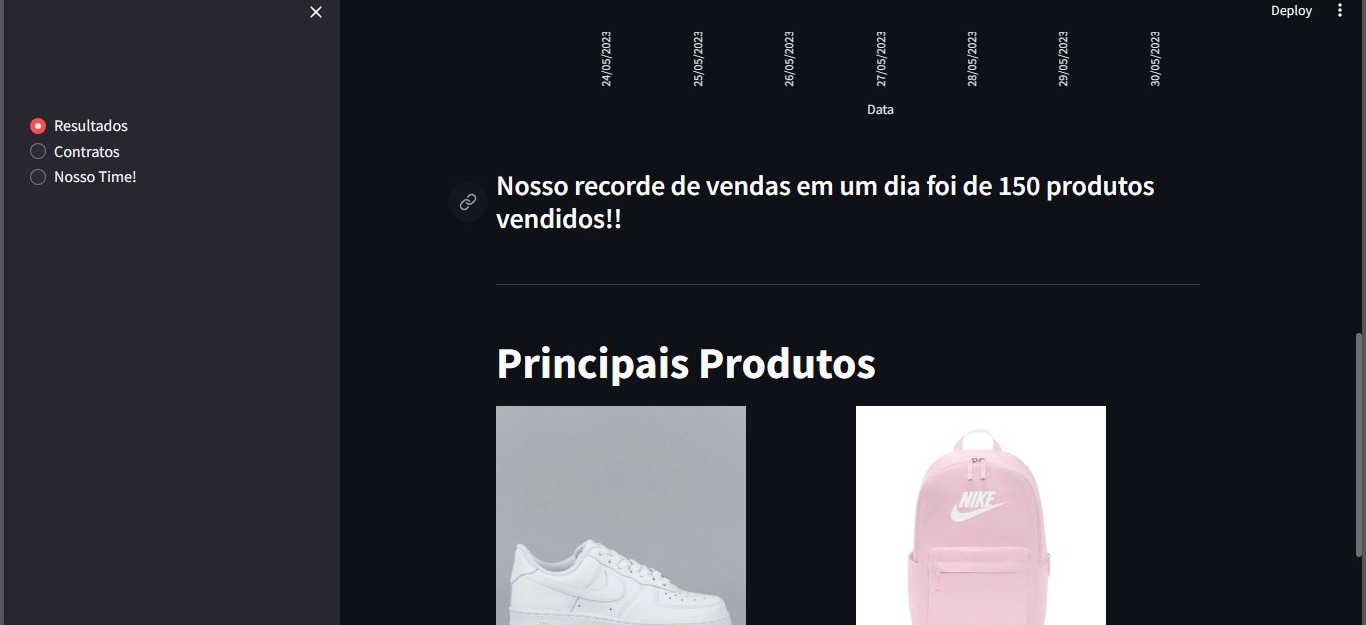 Deploy
Resultados
Contratos
Nosso Time!
24/05/2023
25/05/2023
26/05/2023
27/05/2023
28/05/2023
29/05/2023
30/05/2023
Data
Nosso recorde de vendas em um dia foi de 150 produtos
vendidos!!
Principais Produtos
NIKE